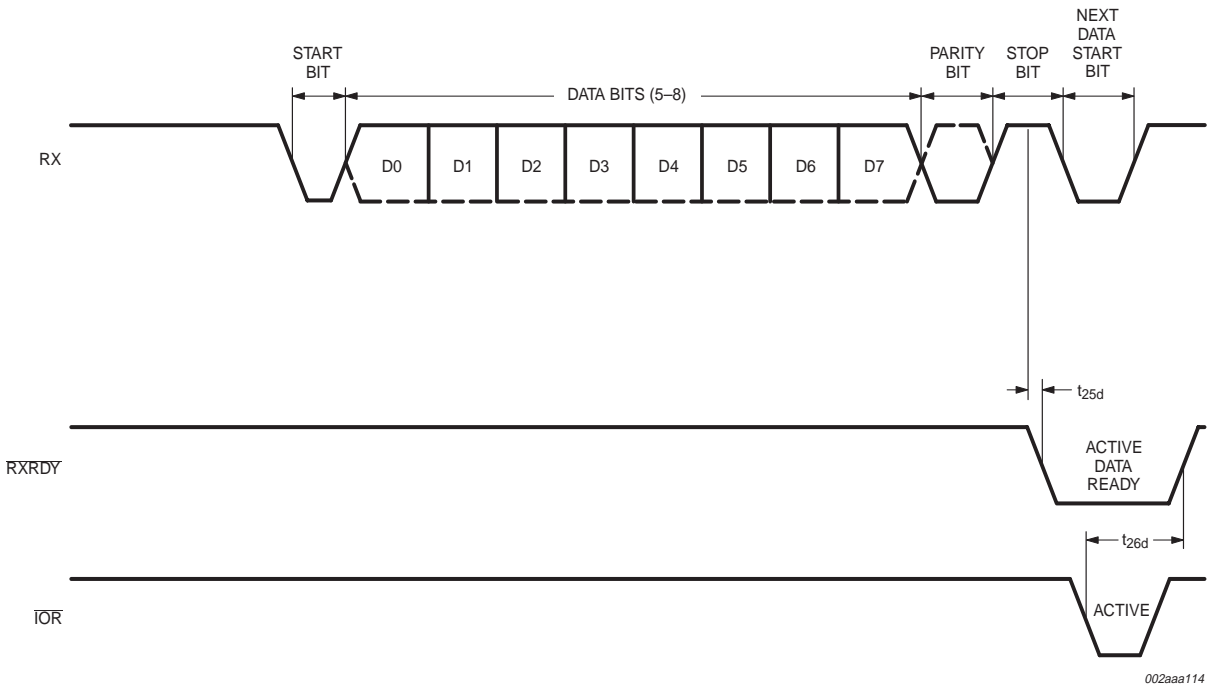 START
BIT
DATA BITS (5–8)
PARITY
BIT
STOP
BIT
NEXT
DATA
START
BIT
RX
D0
D1
D2
D3
D4
D5
D6
D7
t25d
RXRDY
ACTIVE
DATA
READY
t26d
IOR
ACTIVE
002aaa114